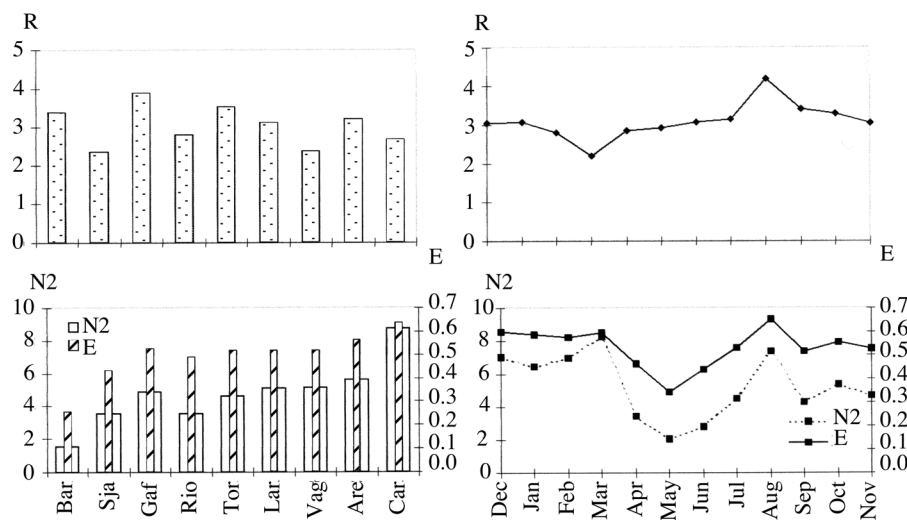 R
5
4
3
2
1
0
R
5
4
3
2
1
0
N2
E
10
8
6
4
2
0
N2
E
0.7
0.6
0.5
0.4
0.3
0.2
0.1
0.0
Bar
Sja
Gaf
Rio
Tor
Lar
Vag
Are
Car
N2
E
10
8
6
4
2
0
N2
E
0.7
0.6
0.5
0.4
0.3
0.2
0.1
0.0
Dec
Jan
Feb
Mar
Apr
May
Jun
Jul
Aug
Sep
Oct
Nov